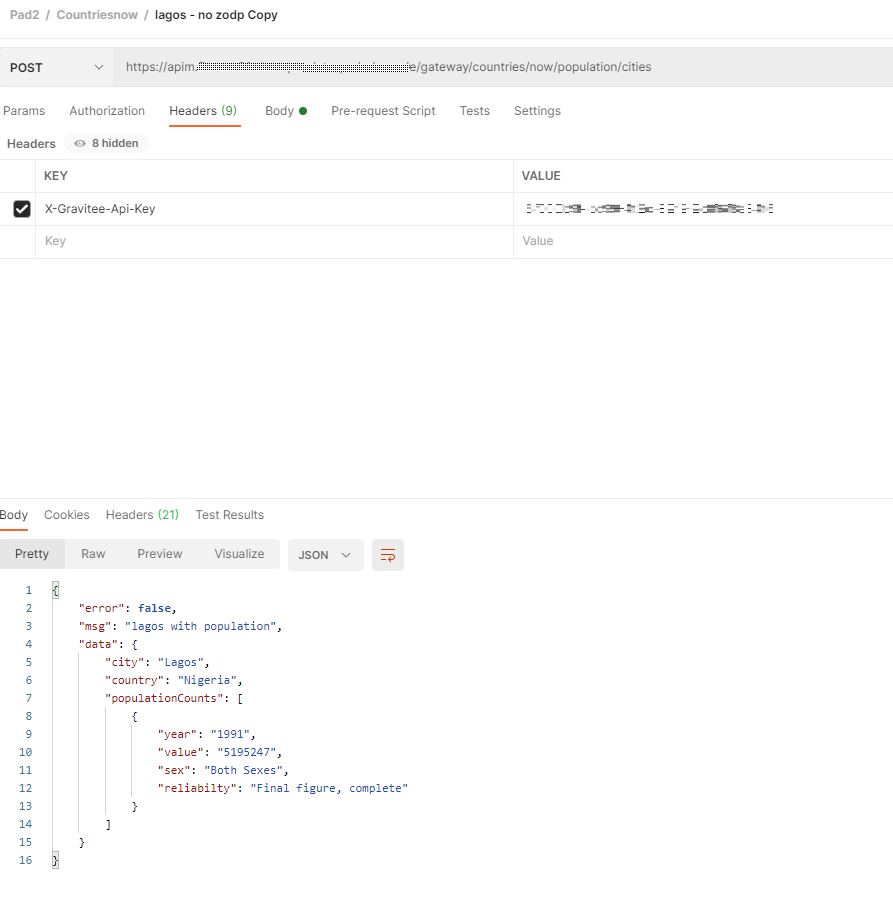 Pad2 / Countriesnow / lagos - no zodp Copy
POST https://apim. e/gateway/countries/now/population/cities
Params Authorization Headers (9) Body Pre-request Script Tests Settings
Headers 8 hidden
KEY VALUE
X-Gravitee-Api-Key
Key Value
Body Cookies Headers (21) Test Results
Pretty Raw Preview Visualize JSON
1 {
2 "error": false,
3 "msg": "lagos with population",
4 "data": {
5 "city": "Lagos",
6 "country": "Nigeria",
7 "populationCounts": [
8 {
9 "year": "1991",
10 "value": "5195247",
11 "sex": "Both Sexes",
12 "reliabilty": "Final figure, complete"
13 }
14 ]
15 }
16 }